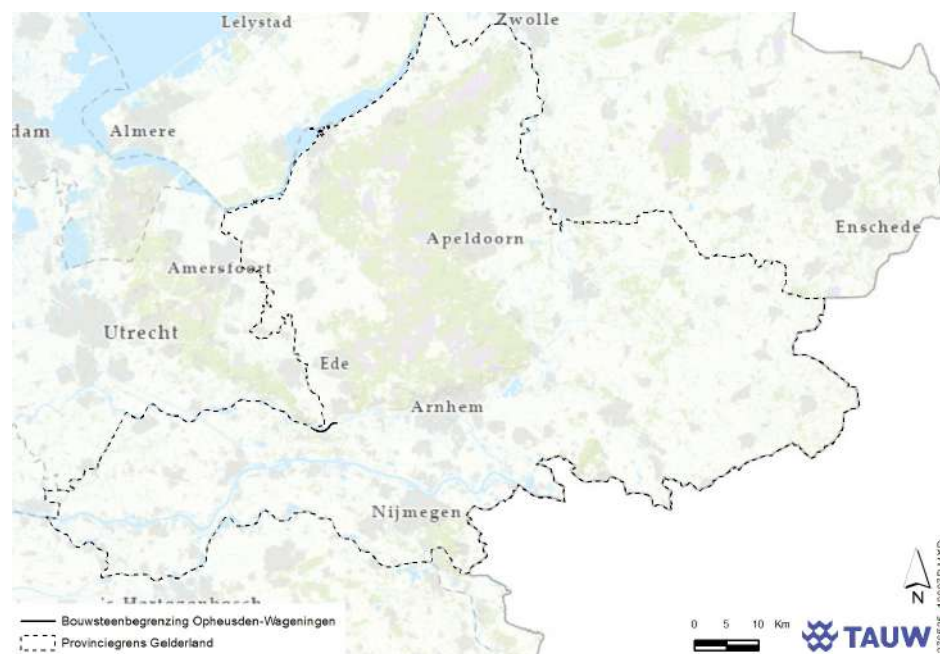 Lelystad
Zwolle
dam
Almere
Enschede
Apeldoorn
Amersfoort
Utrecht
Ede
Arnhem
Nijmegen
's-Hertogenbosch
Bouwsteenbegrenzing Opheusden-Wageningen
Provinciegrens Gelderland
0 5 10 Km
N
TAUW